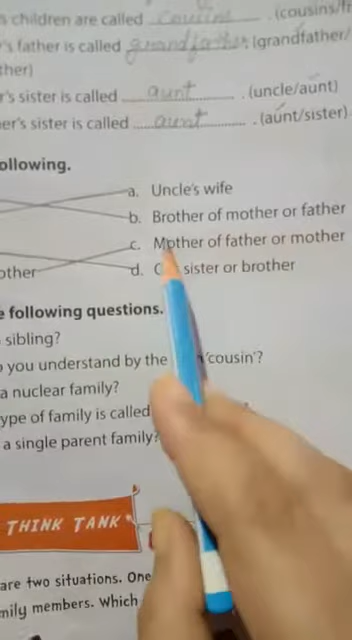 s children are called cousins . (cousins/fr
's father is called grandfather . (grandfather/
ther)
r's sister is called aunt . (uncle/aunt)
er's sister is called aunt . (aunt/sister)
ollowing.
a. Uncle's wife
b. Brother of mother or father
c. Mother of father or mother
other d. sister or brother
e following questions.
sibling?
you understand by the 'cousin'?
a nuclear family?
ype of family is called
a single parent family?
THINK TANK
are two situations. One
mily members. Which